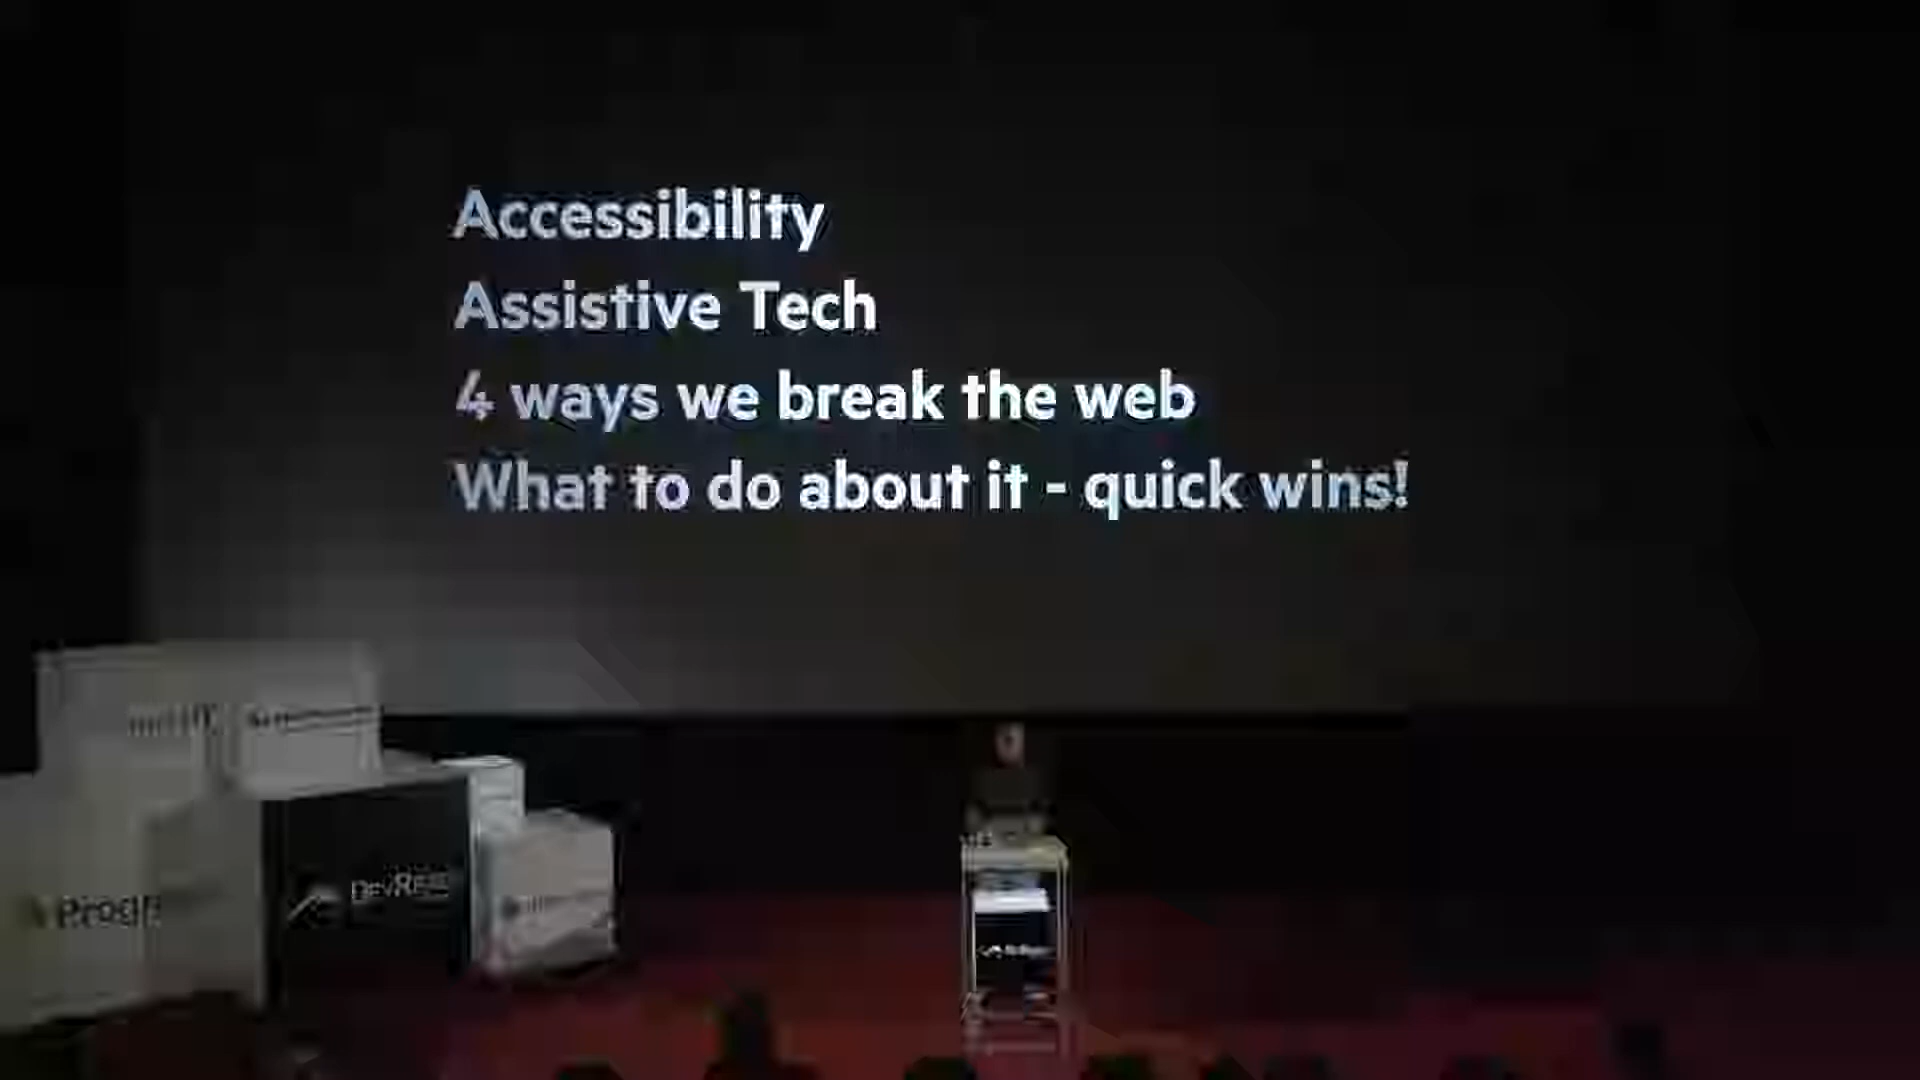 Accessibility
Assistive Tech
4 ways we break the web
What to do about it - quick wins!